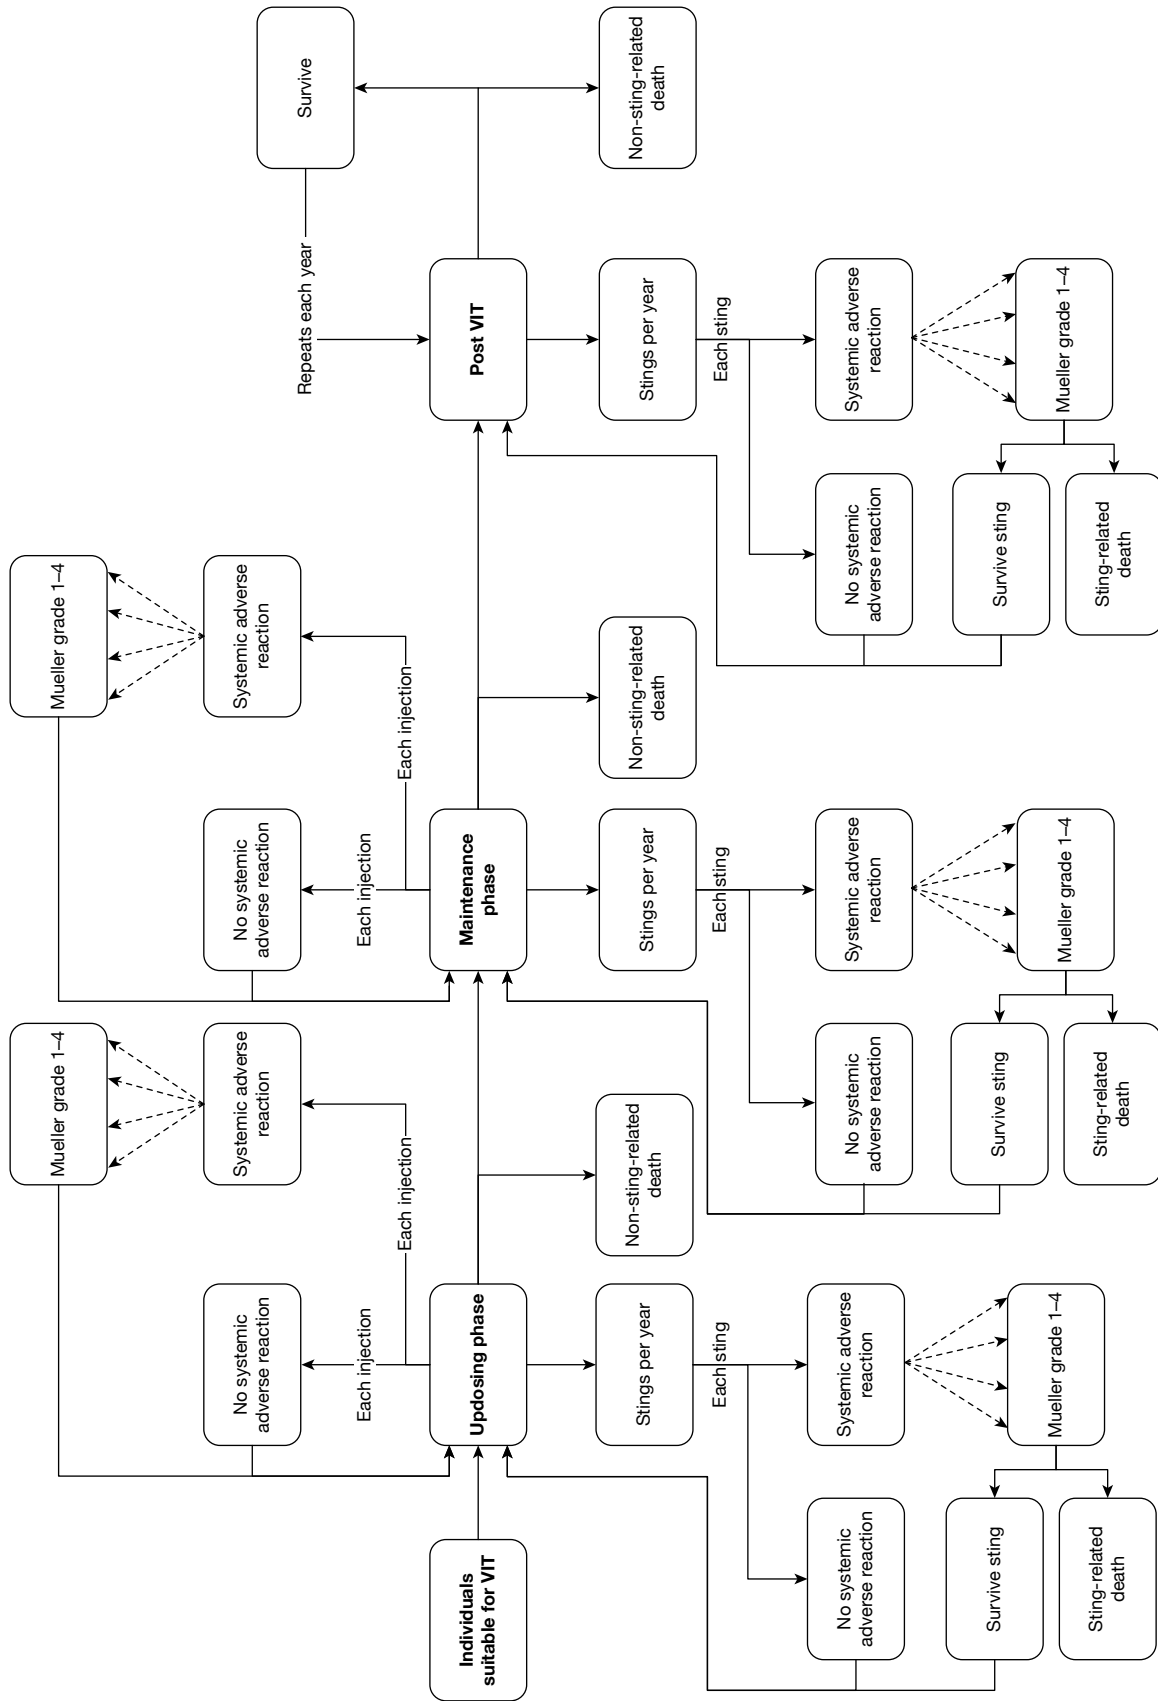 Mueller grade 1–4
Mueller grade 1–4
No systemic
adverse reaction
Systemic adverse
reaction
No systemic
adverse reaction
Systemic adverse
reaction
Repeats each year
Survive
Each injection
Each injection
Each injection
Each injection
Individuals
suitable for VIT
Updosing phase
Maintenance
phase
Post VIT
Stings per year
Non-sting-related
death
Stings per year
Non-sting-related
death
Stings per year
Non-sting-related
death
Each sting
Each sting
Each sting
No systemic
adverse reaction
Systemic adverse
reaction
No systemic
adverse reaction
Systemic adverse
reaction
No systemic
adverse reaction
Systemic adverse
reaction
Survive sting
Mueller grade 1–4
Survive sting
Mueller grade 1–4
Survive sting
Mueller grade 1–4
Sting-related
death
Sting-related
death
Sting-related
death